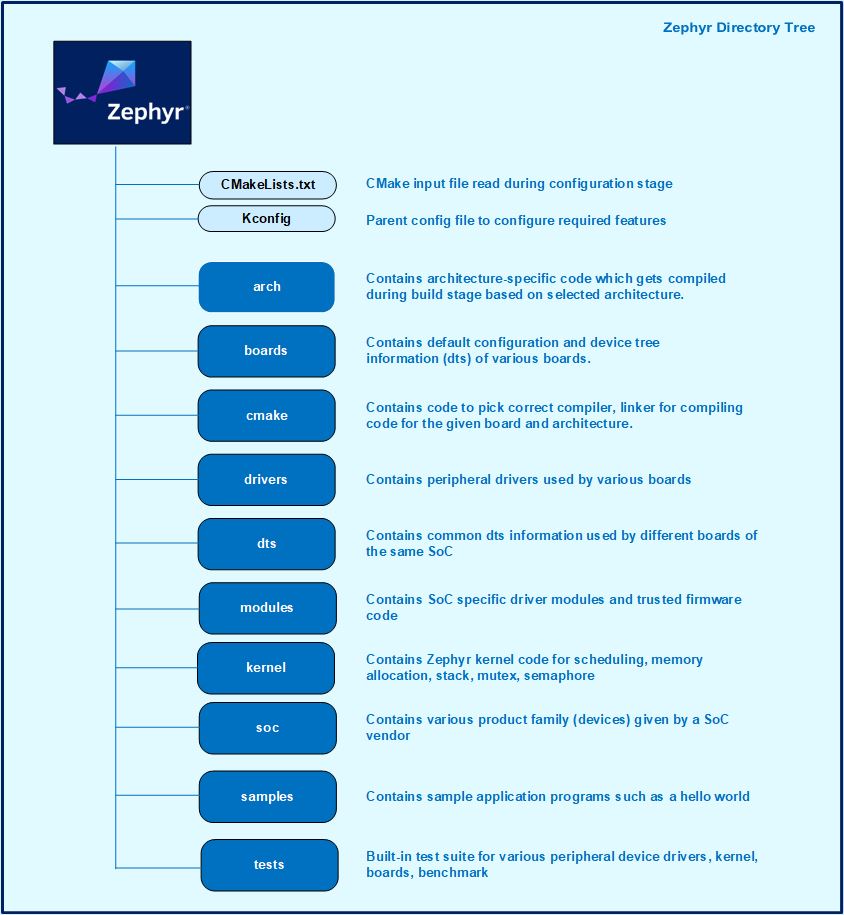 Zephyr Directory Tree
Zephyr®
CMakeLists.txt
CMake input file read during configuration stage
Kconfig
Parent config file to configure required features
arch
Contains architecture-specific code which gets compiled
during build stage based on selected architecture.
boards
Contains default configuration and device tree
information (dts) of various boards.
cmake
Contains code to pick correct compiler, linker for compiling
code for the given board and architecture.
drivers
Contains peripheral drivers used by various boards
dts
Contains common dts information used by different boards of
the same SoC
modules
Contains SoC specific driver modules and trusted firmware
code
kernel
Contains Zephyr kernel code for scheduling, memory
allocation, stack, mutex, semaphore
soc
Contains various product family (devices) given by a SoC
vendor
samples
Contains sample application programs such as a hello world
tests
Built-in test suite for various peripheral device drivers, kernel,
boards, benchmark